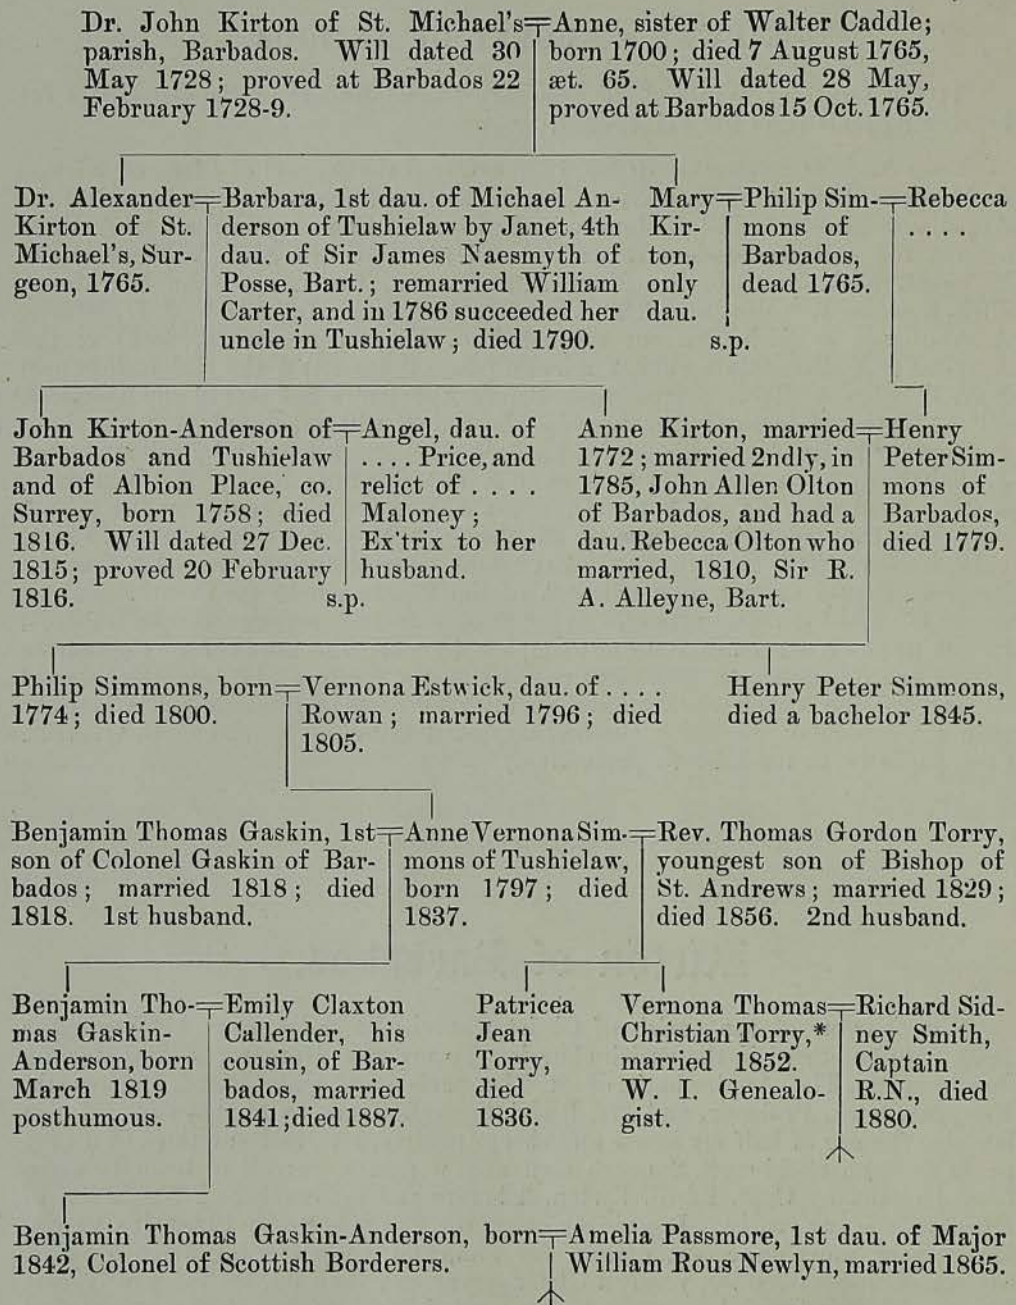 Dr. John Kirton of St. Michael's
parish, Barbados. Will dated 30
May 1728; proved at Barbados 22
February 1728-9.
Anne, sister of Walter Caddle;
born 1700; died 7 August 1765,
æt. 65. Will dated 28 May,
proved at Barbados 15 Oct. 1765.
Dr. Alexander
Kirton of St.
Michael's, Sur-
geon, 1765.
Barbara, 1st dau. of Michael An-
derson of Tushielaw by Janet, 4th
dau. of Sir James Naesmyth of
Posse, Bart.; remarried William
Carter, and in 1786 succeeded her
uncle in Tushielaw; died 1790.
Mary
Kir-
ton,
only
dau.
Philip Sim-
mons of
Barbados,
dead 1765.
s.p.
Rebecca
. . . .
John Kirton-Anderson of
Barbados and Tushielaw
and of Albion Place, co.
Surrey, born 1758; died
1816. Will dated 27 Dec.
1815; proved 20 February
1816.
Angel, dau. of
. . . . Price, and
relict of . . . .
Maloney;
Ex'trix to her
husband.
s.p.
Anne Kirton, married
1772; married 2ndly, in
1785, John Allen Olton
of Barbados, and had a
dau. Rebecca Olton who
married, 1810, Sir R.
A. Alleyne, Bart.
Henry
Peter Sim-
mons of
Barbados,
died 1779.
Philip Simmons, born
1774; died 1800.
Vernona Estwick, dau. of . . . .
Rowan; married 1796; died
1805.
Henry Peter Simmons,
died a bachelor 1845.
Benjamin Thomas Gaskin, 1st
son of Colonel Gaskin of Bar-
bados; married 1818; died
1818. 1st husband.
Anne Vernona Sim-
mons of Tushielaw,
born 1797; died
1837.
Rev. Thomas Gordon Torry,
youngest son of Bishop of
St. Andrews; married 1829;
died 1856. 2nd husband.
Benjamin Tho-
mas Gaskin-
Anderson, born
March 1819
posthumous.
Emily Claxton
Callender, his
cousin, of Bar-
bados, married
1841; died 1887.
Patricea
Jean
Torry,
died
1836.
Vernona Thomas
Christian Torry,*
married 1852.
W. I. Genealo-
gist.
Richard Sid-
ney Smith,
Captain
R.N., died
1880.
Benjamin Thomas Gaskin-Anderson, born
1842, Colonel of Scottish Borderers.
Amelia Passmore, 1st dau. of Major
William Rous Newlyn, married 1865.